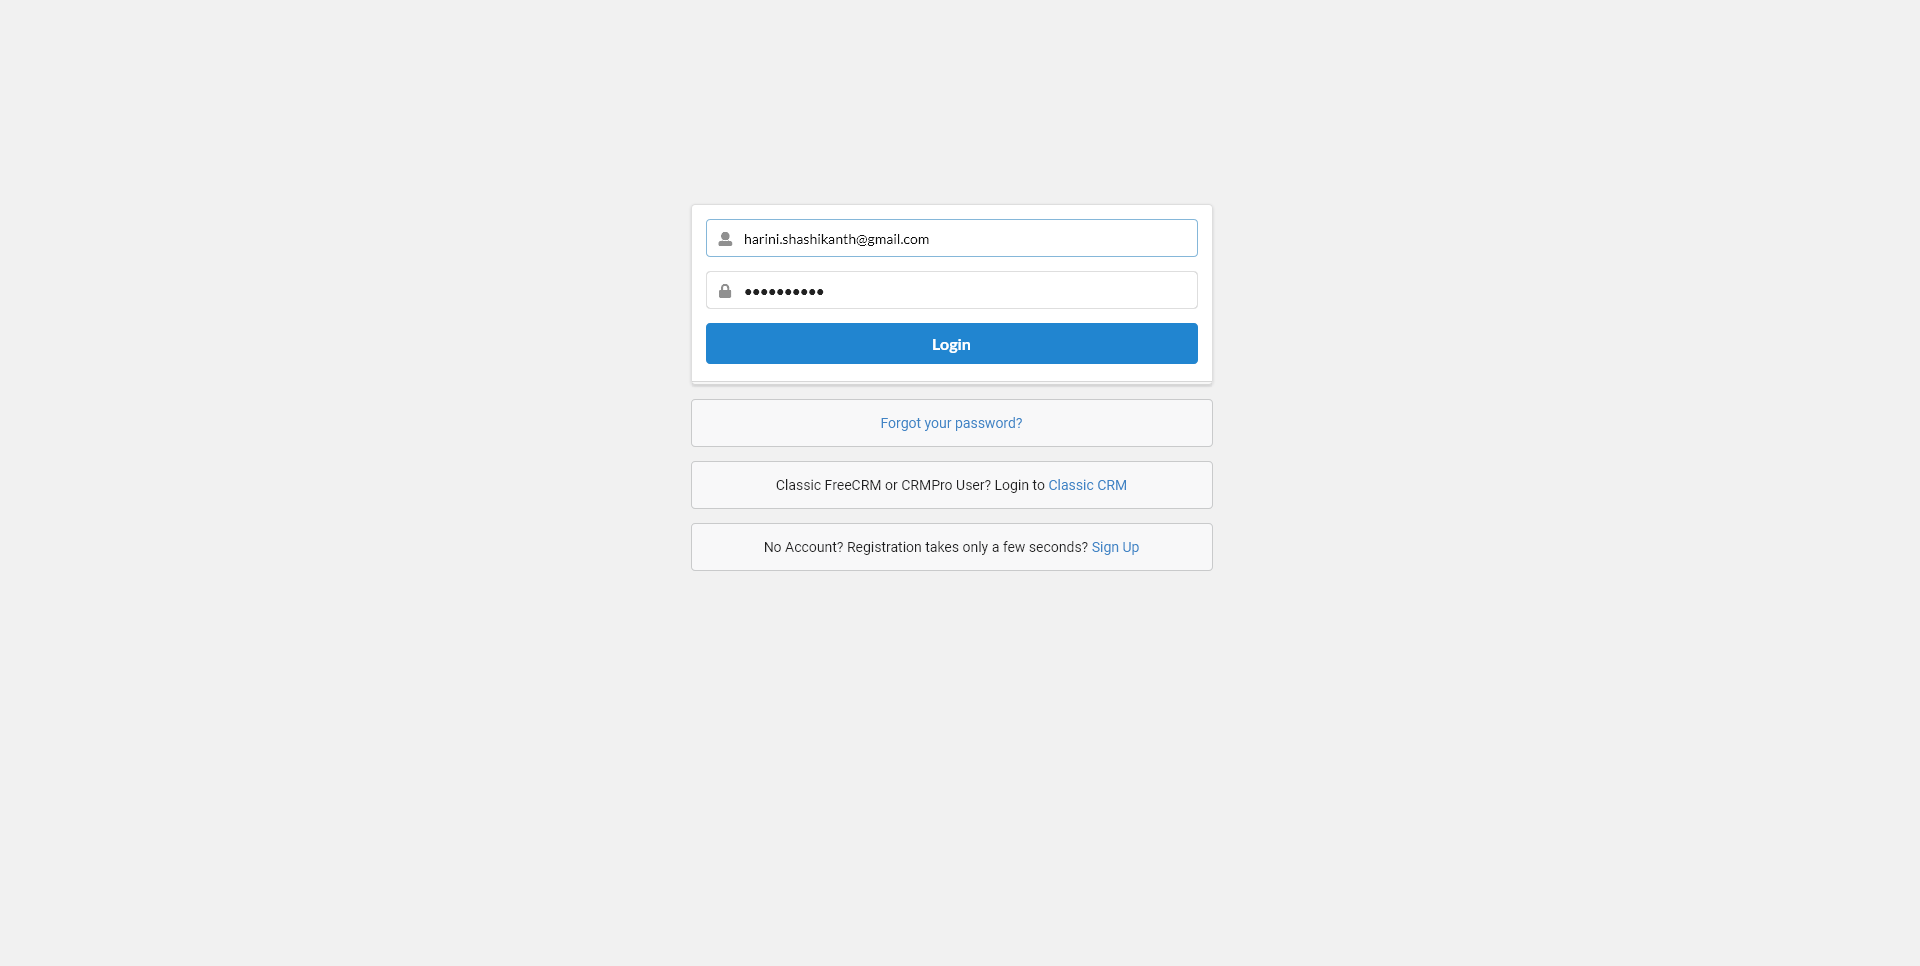 harini.shashikanth@gmail.com
••••••••••
Login
Forgot your password?
Classic FreeCRM or CRMPro User? Login to Classic CRM
No Account? Registration takes only a few seconds? Sign Up